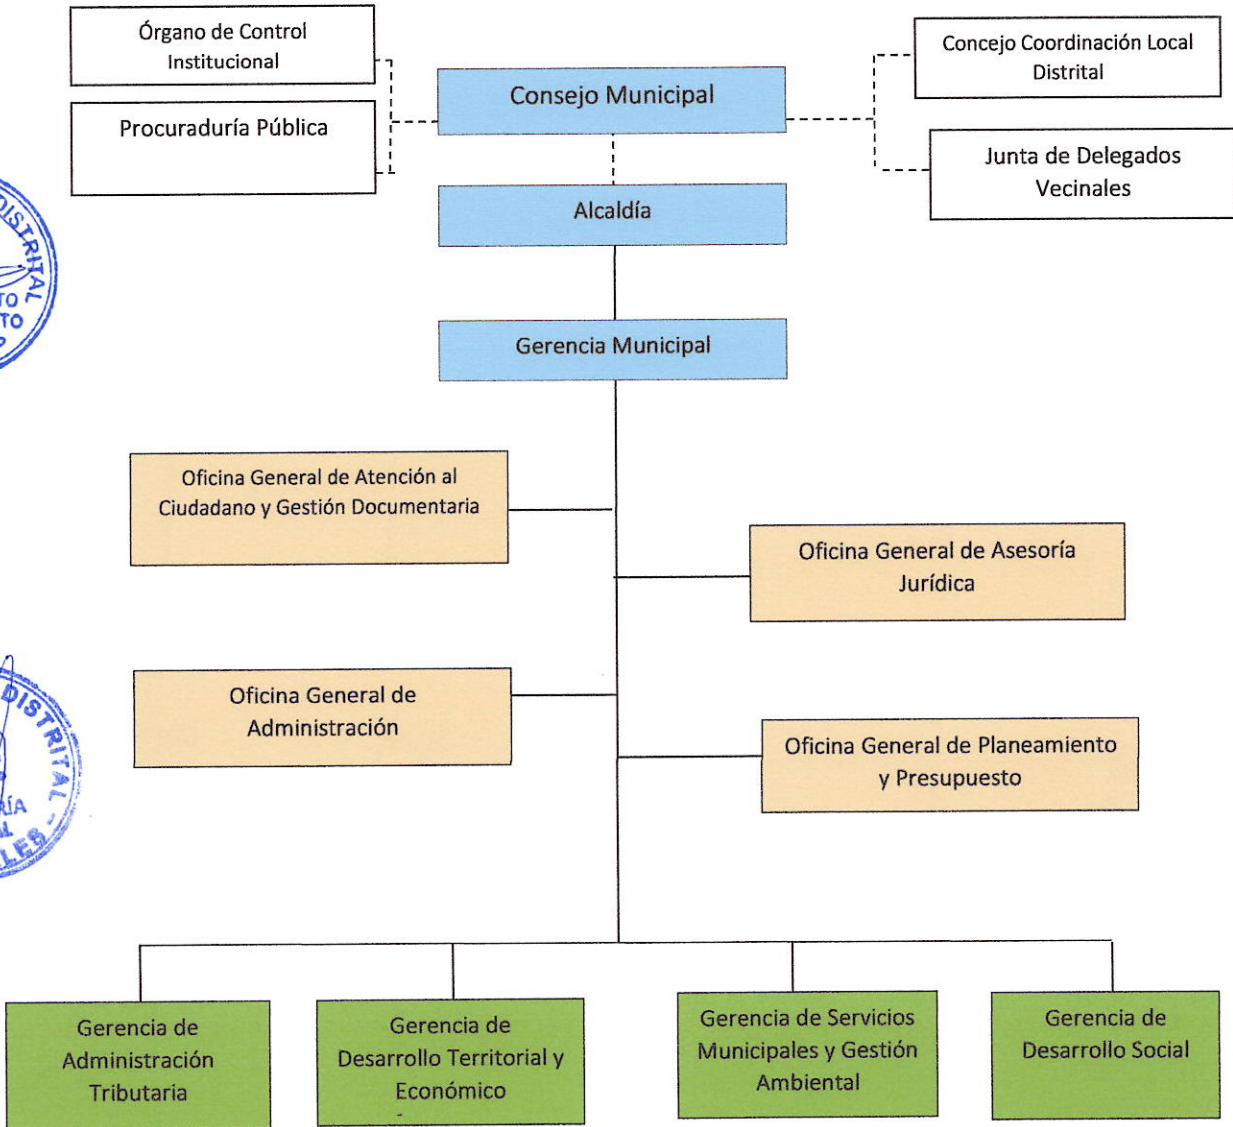 Órgano de Control
Institucional
Procuraduría Pública
Consejo Municipal
Concejo Coordinación Local
Distrital
Junta de Delegados
Vecinales
Alcaldía
Gerencia Municipal
DISTRITAL
Oficina General de Atención al
Ciudadano y Gestión Documentaria
Oficina General de Asesoría
Jurídica
Oficina General de
Administración
Oficina General de Planeamiento
y Presupuesto
DISTRITAL
Gerencia de
Administración
Tributaria
Gerencia de
Desarrollo Territorial y
Económico
Gerencia de Servicios
Municipales y Gestión
Ambiental
Gerencia de
Desarrollo Social